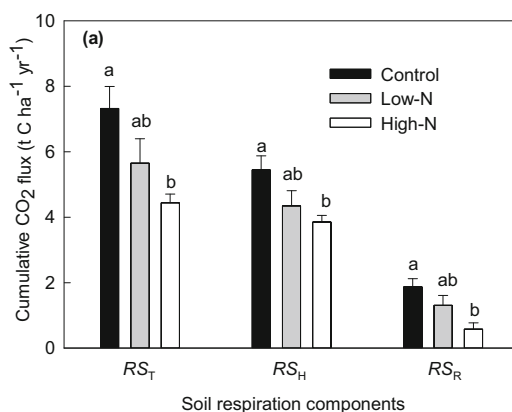 (a)
Control
Low-N
High-N
Cumulative CO2 flux (t C ha-1 yr-1)
10
8
6
4
2
0
a ab b
a ab b
a ab b
RST RSH RSR
Soil respiration components